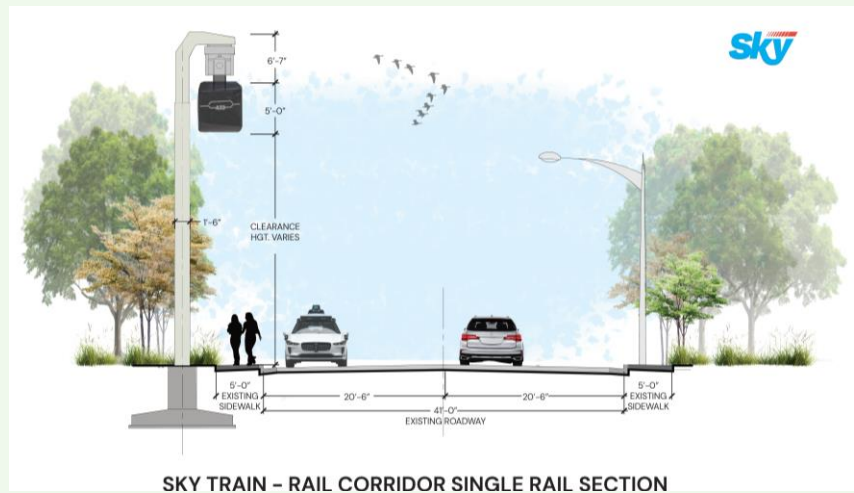 sky
6'-7"
5'-0"
1'-6"
CLEARANCE
HGT. VARIES
5'-0"
EXISTING
SIDEWALK
20'-6"
20'-6"
5'-0"
EXISTING
SIDEWALK
41'-0"
EXISTING ROADWAY
SKY TRAIN - RAIL CORRIDOR SINGLE RAIL SECTION